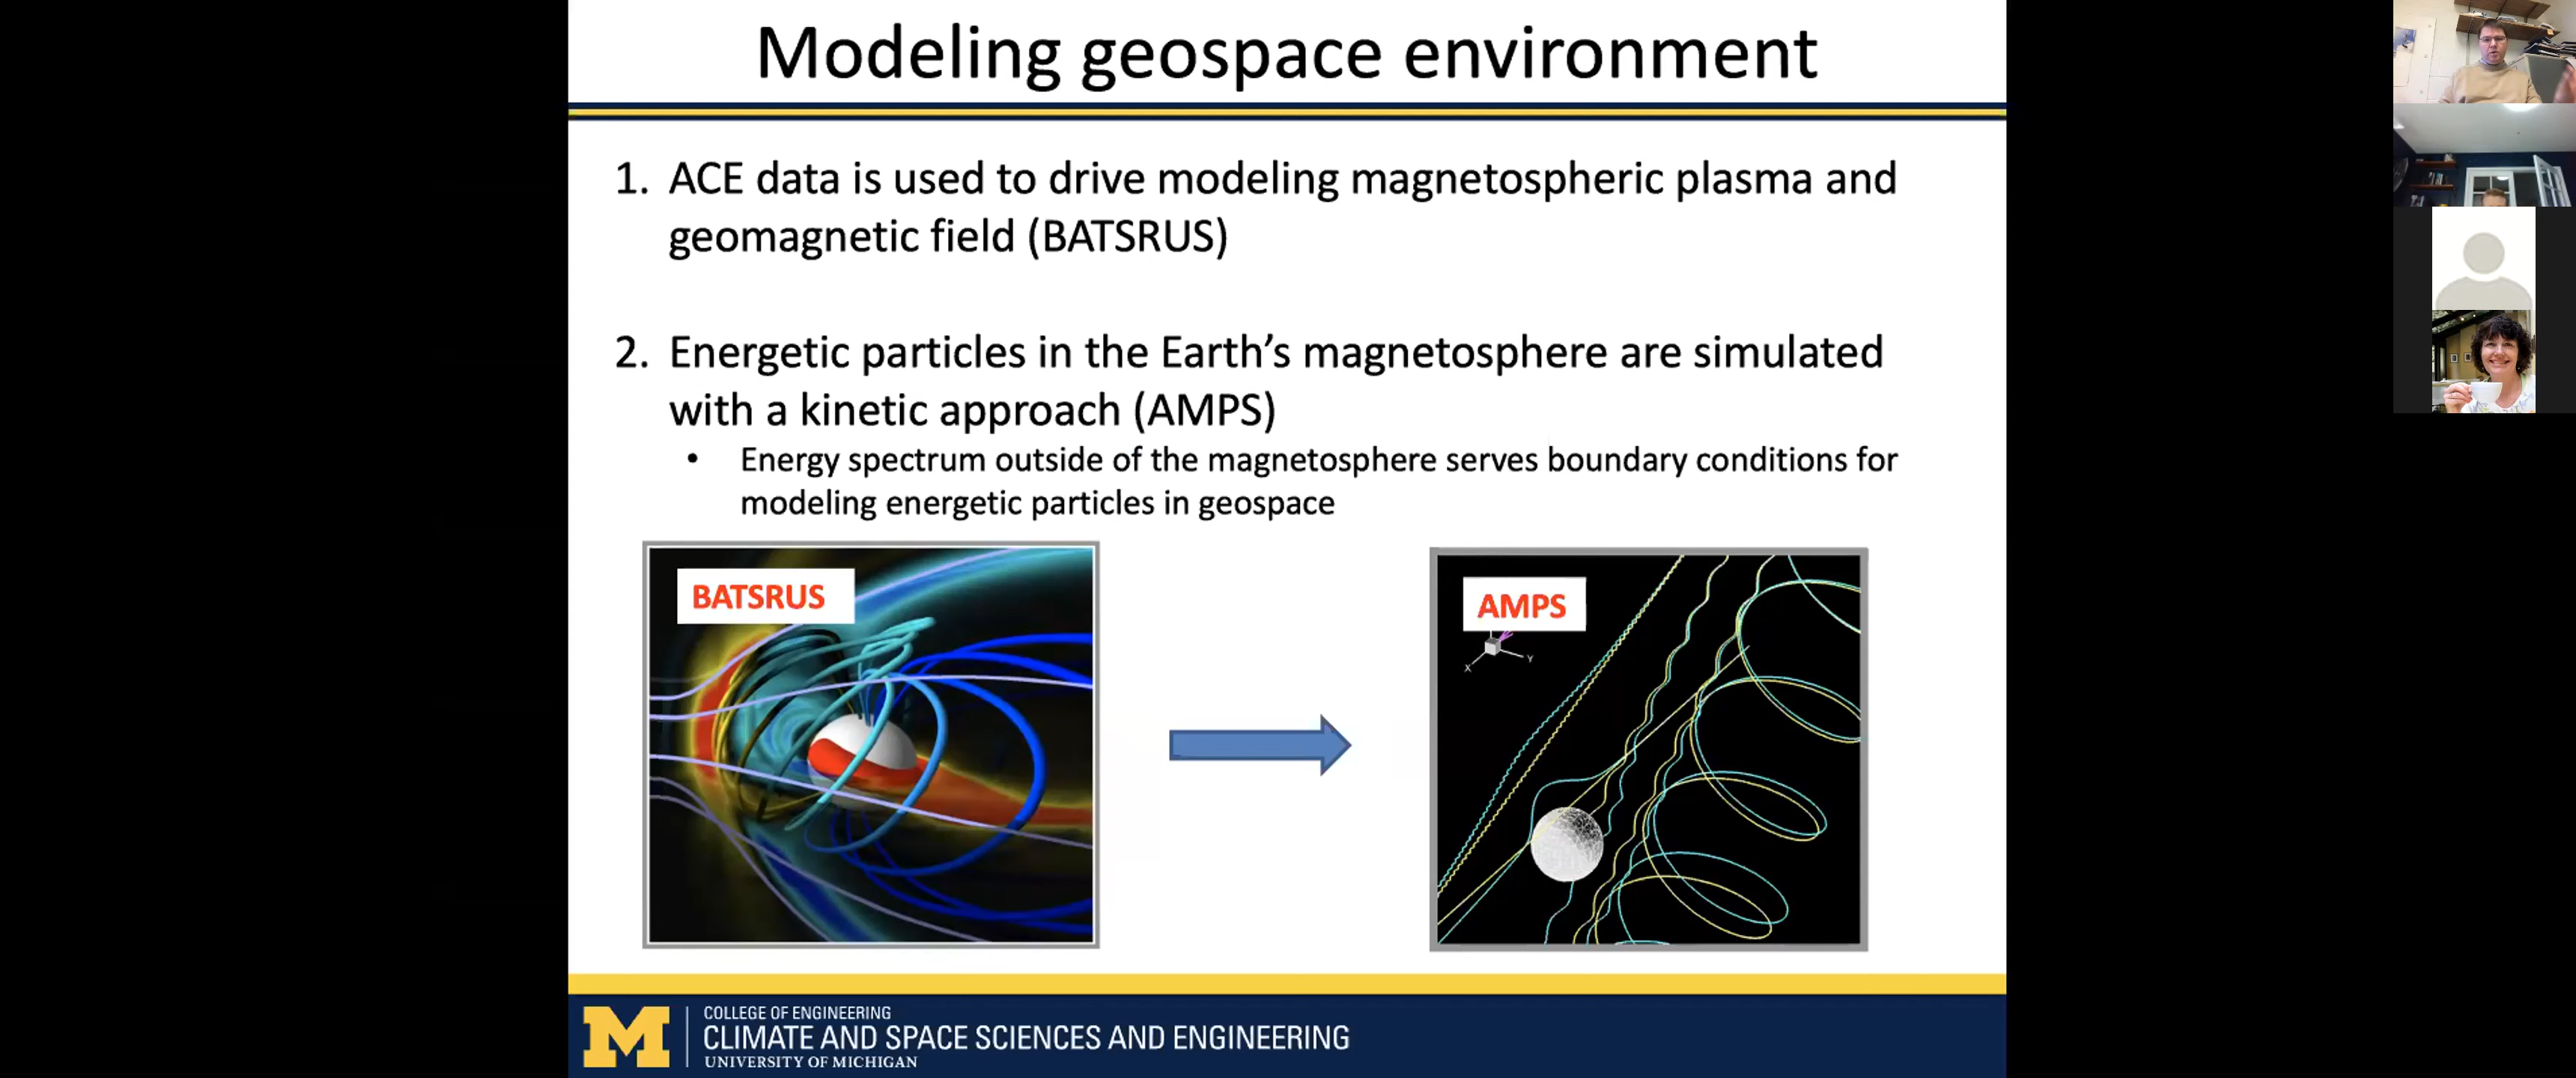 Modeling geospace environment
1. ACE data is used to drive modeling magnetospheric plasma and
geomagnetic field (BATSRUS)
2. Energetic particles in the Earth's magnetosphere are simulated
with a kinetic approach (AMPS)
• Energy spectrum outside of the magnetosphere serves boundary conditions for
modeling energetic particles in geospace
BATSRUS
AMPS
X
Y
M
COLLEGE OF ENGINEERING
CLIMATE AND SPACE SCIENCES AND ENGINEERING
UNIVERSITY OF MICHIGAN